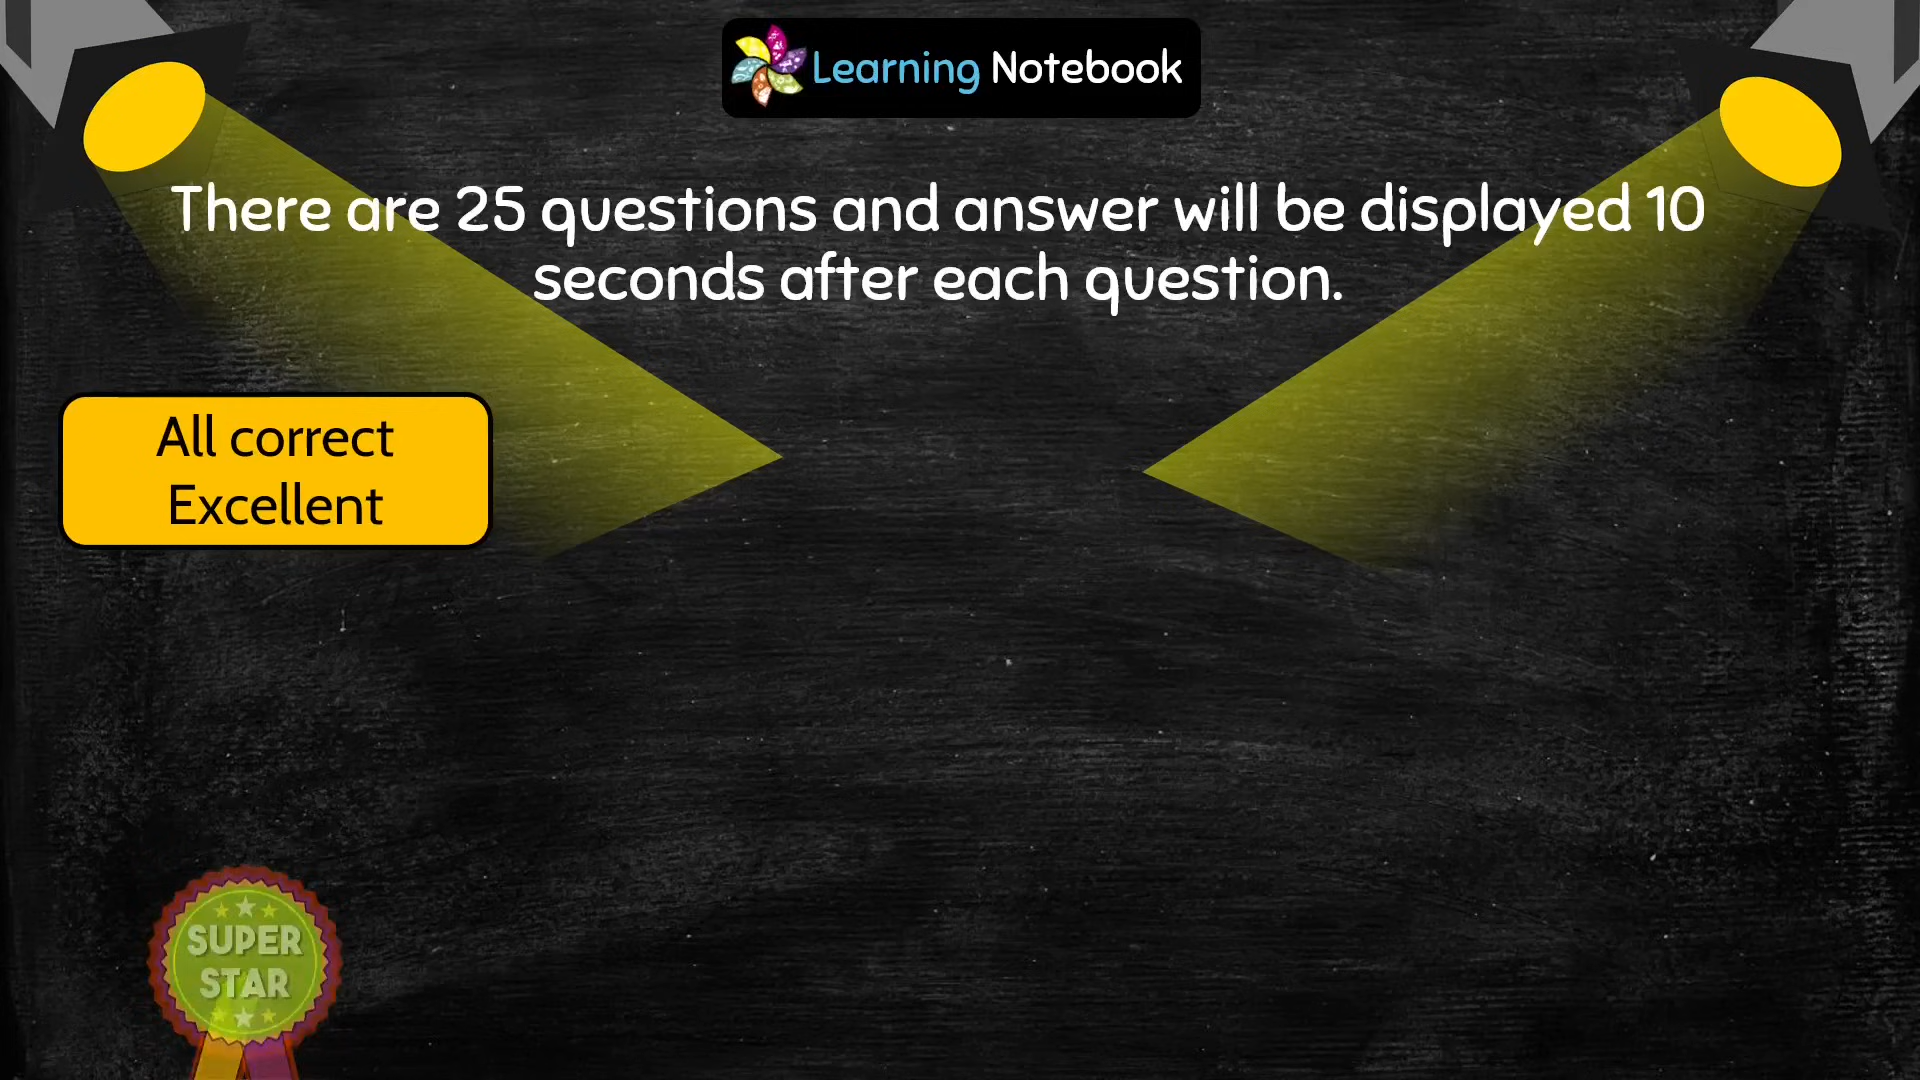 Learning Notebook
There are 25 questions and answer will be displayed 10
seconds after each question.
All correct
Excellent
SUPER
STAR